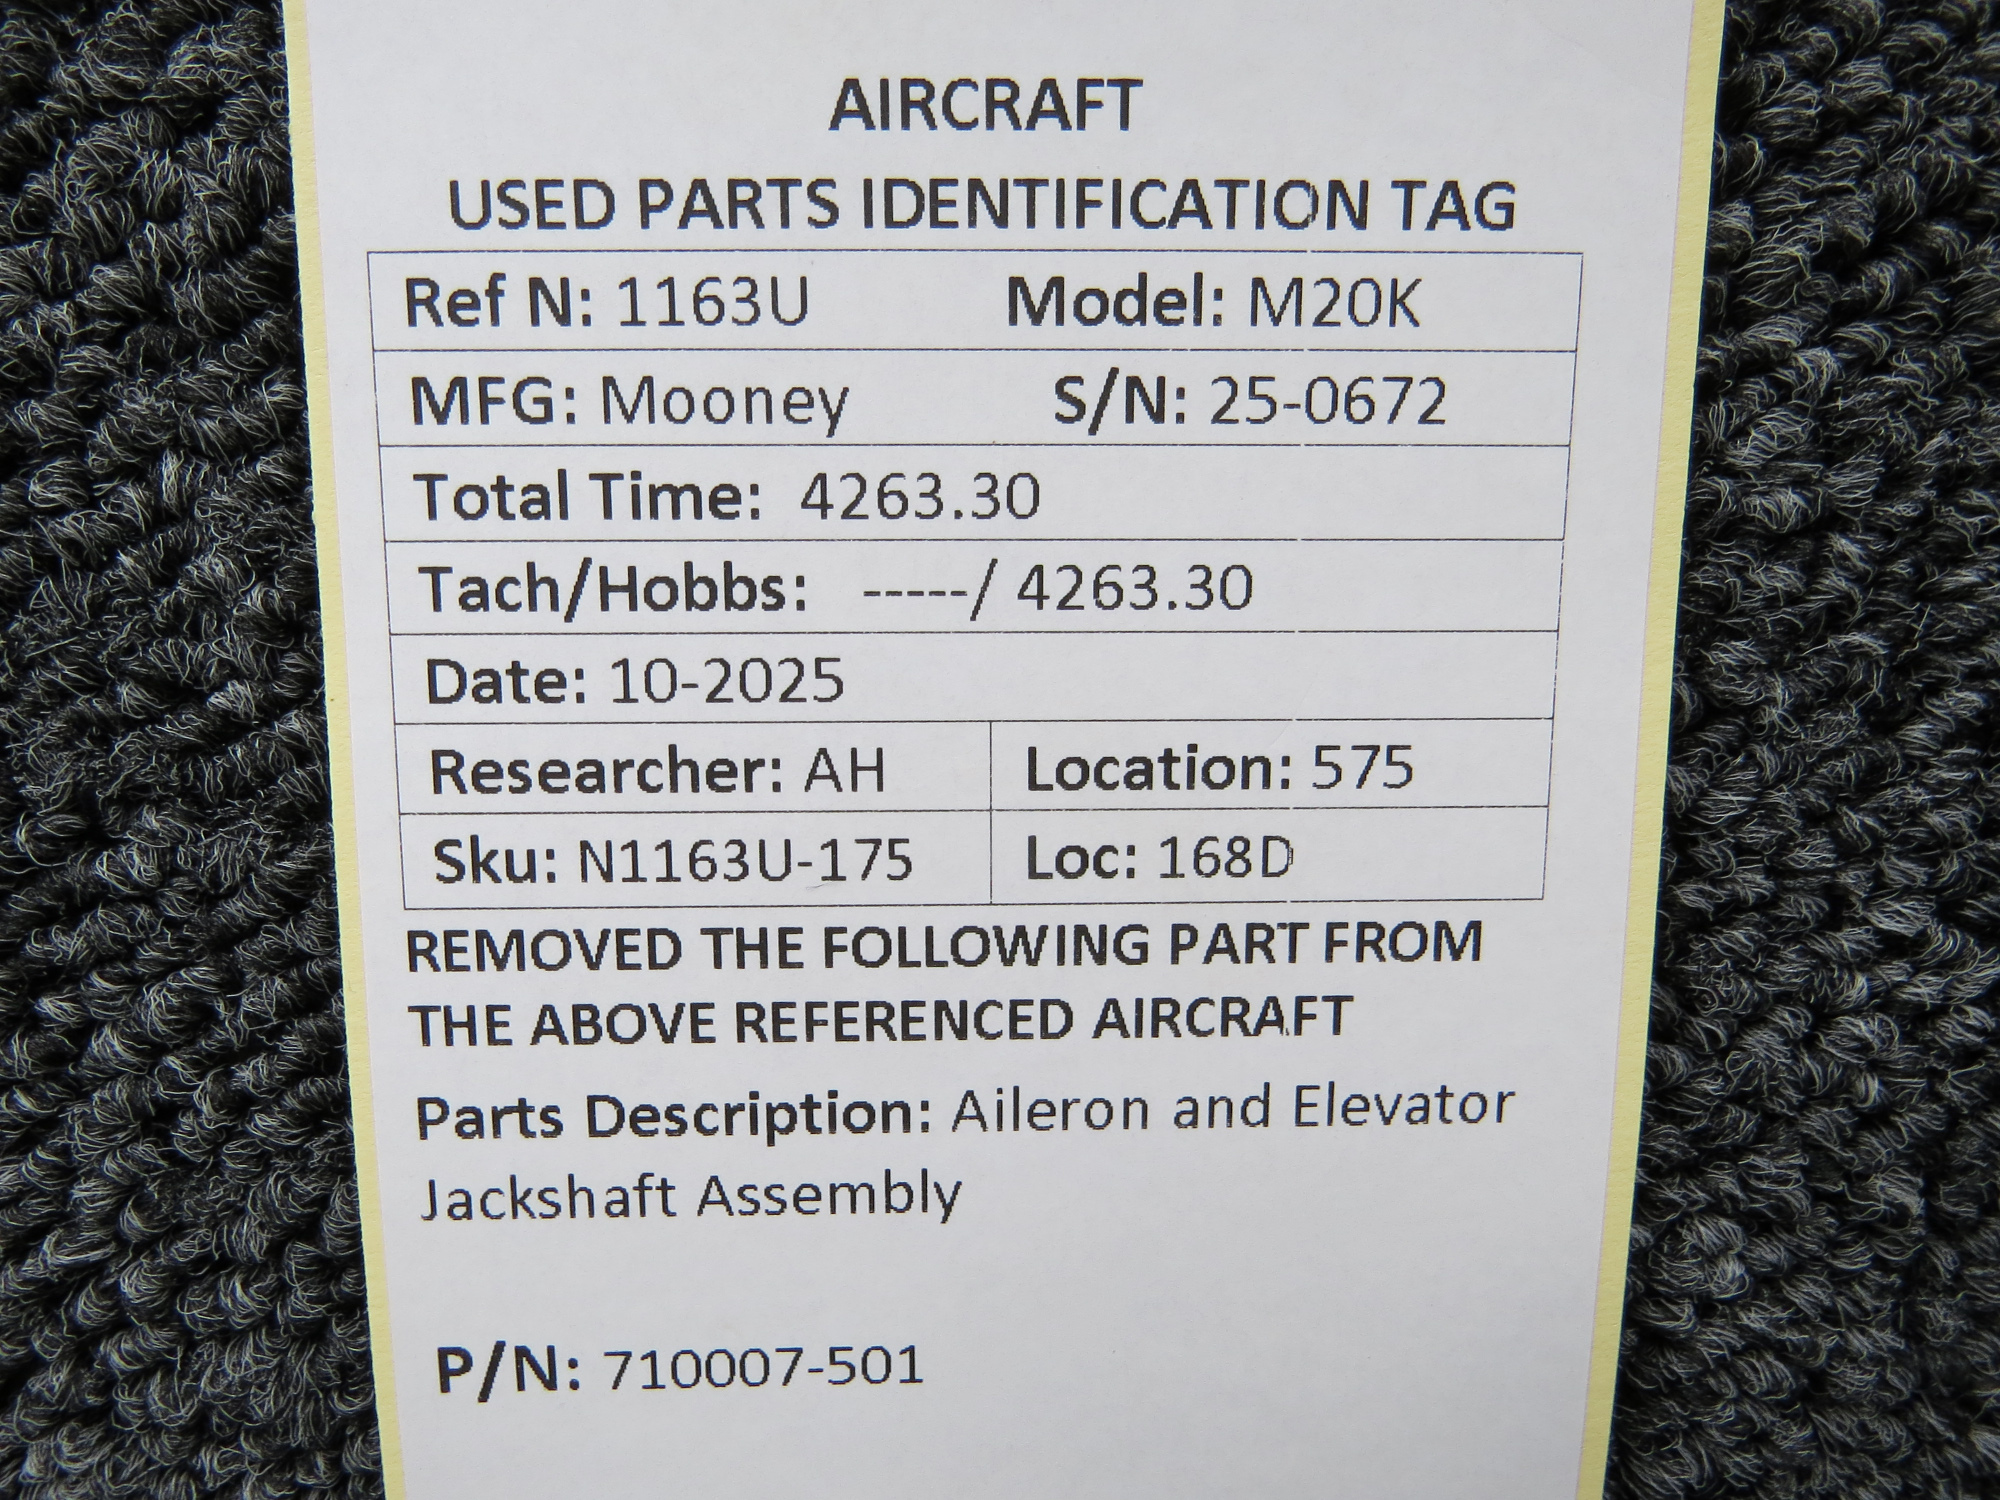 AIRCRAFT
USED PARTS IDENTIFICATION TAG
Ref N: 1163U Model: M20K
MFG: Mooney S/N: 25-0672
Total Time: 4263.30
Tach/Hobbs: -----/ 4263.30
Date: 10-2025
Researcher: AH Location: 575
Sku: N1163U-175 Loc: 168D
REMOVED THE FOLLOWING PART FROM
THE ABOVE REFERENCED AIRCRAFT
Parts Description: Aileron and Elevator
Jackshaft Assembly
P/N: 710007-501